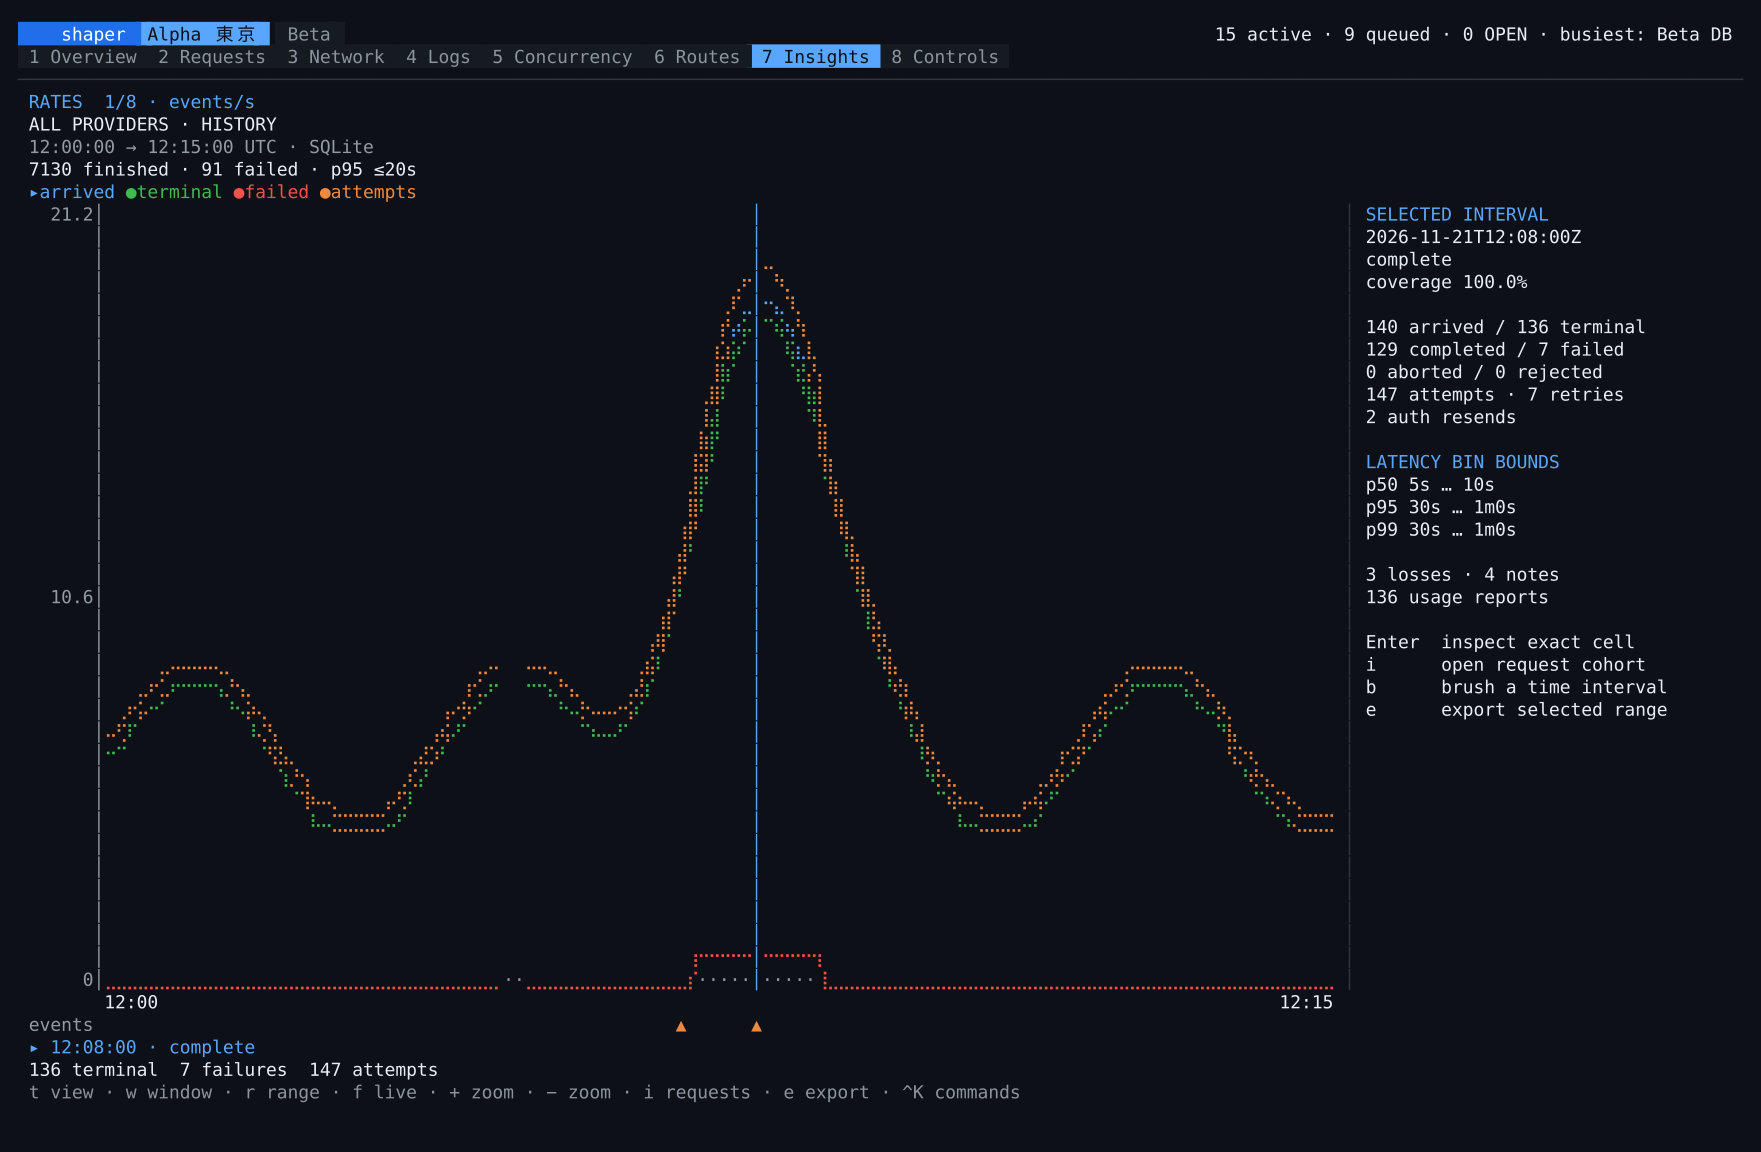 shaper Alpha 東京 Beta
15 active · 9 queued · 0 OPEN · busiest: Beta DB
1 Overview 2 Requests 3 Network 4 Logs 5 Concurrency 6 Routes 7 Insights 8 Controls
RATES 1/8 · events/s
ALL PROVIDERS · HISTORY
12:00:00 → 12:15:00 UTC · SQLite
7130 finished · 91 failed · p95 ≤20s
▸arrived ●terminal ●failed ●attempts
21.2
10.6
0
12:00
12:15
SELECTED INTERVAL
2026-11-21T12:08:00Z
complete
coverage 100.0%
140 arrived / 136 terminal
129 completed / 7 failed
0 aborted / 0 rejected
147 attempts · 7 retries
2 auth resends
LATENCY BIN BOUNDS
p50 5s … 10s
p95 30s … 1m0s
p99 30s … 1m0s
3 losses · 4 notes
136 usage reports
Enter inspect exact cell
i open request cohort
b brush a time interval
e export selected range
events
▸ 12:08:00 · complete
136 terminal 7 failures 147 attempts
t view · w window · r range · f live · + zoom · − zoom · i requests · e export · ^K commands